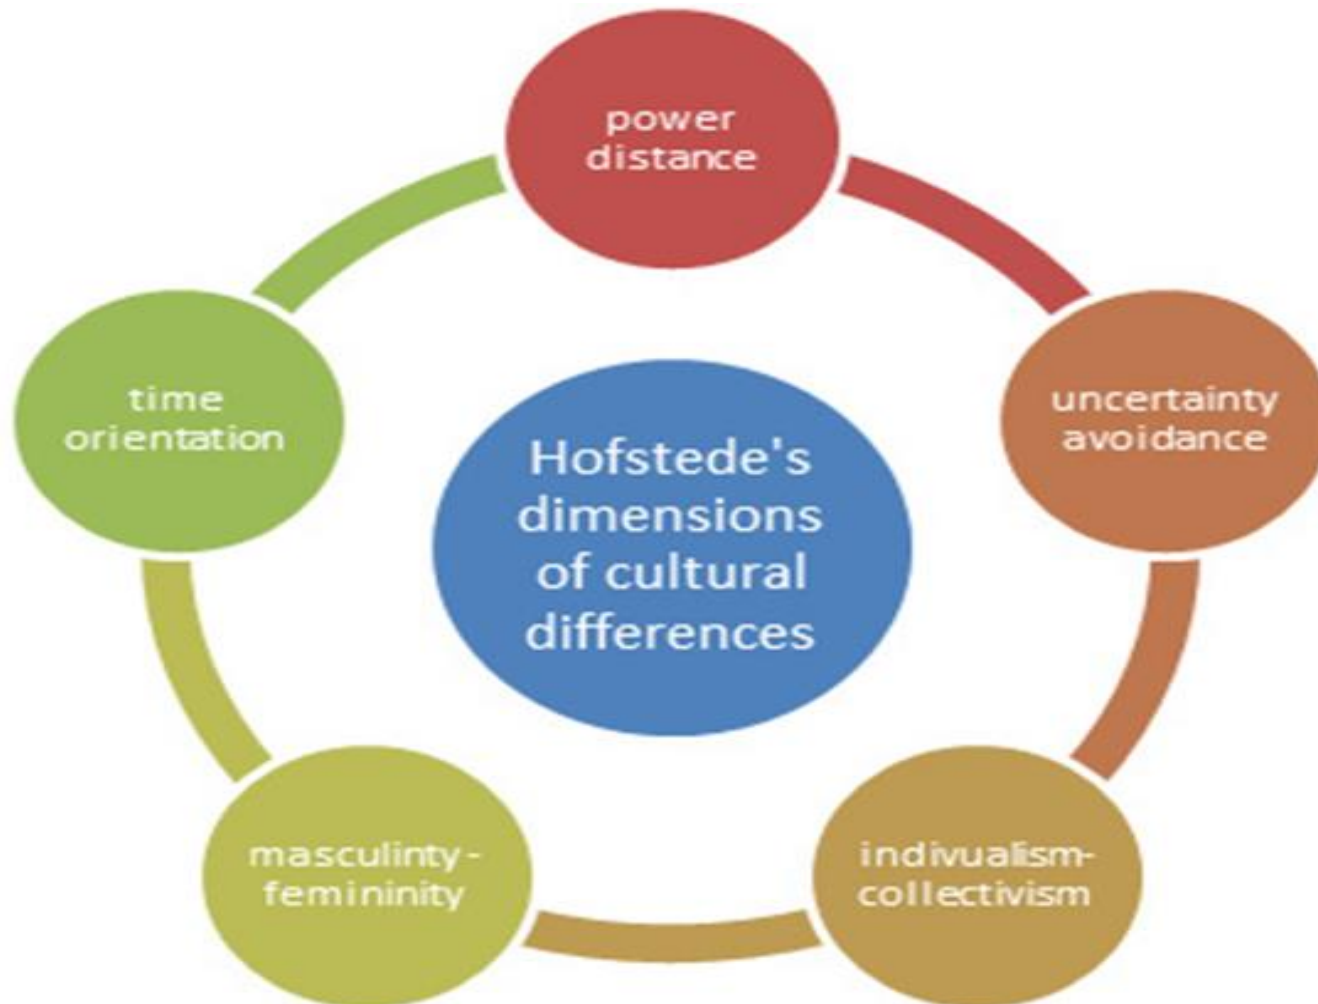 power
distance
uncertainty
avoidance
indivualism-
collectivism
masculinty-
femininity
time
orientation
Hofstede's
dimensions
of cultural
differences